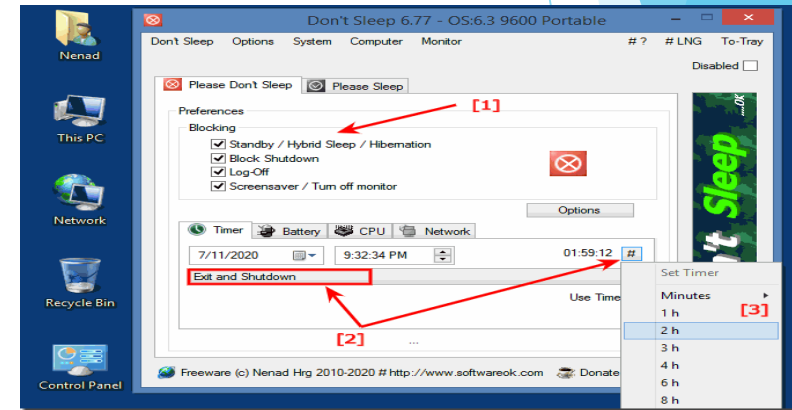 Don't Sleep 6.77 - OS:6.3 9600 Portable
Nenad
Don't Sleep Options System Computer Monitor # ? # LNG To-Tray
Disabled
Please Don't Sleep Please Sleep
[1]
Preferences
Blocking
Standby / Hybrid Sleep / Hibernation
Block Shutdown
Log-Off
Screensaver / Turn off monitor
Options
....OK
Don't Sleep
This PC
Network
Timer Battery CPU Network
7/11/2020 9:32:34 PM 01:59:12 #
Exit and Shutdown
Use Time
[2]
...
Set Timer
Minutes
[3]
1 h
2 h
3 h
4 h
6 h
8 h
Recycle Bin
Freeware (c) Nenad Hrg 2010-2020 # http://www.softwareok.com Donate
Control Panel